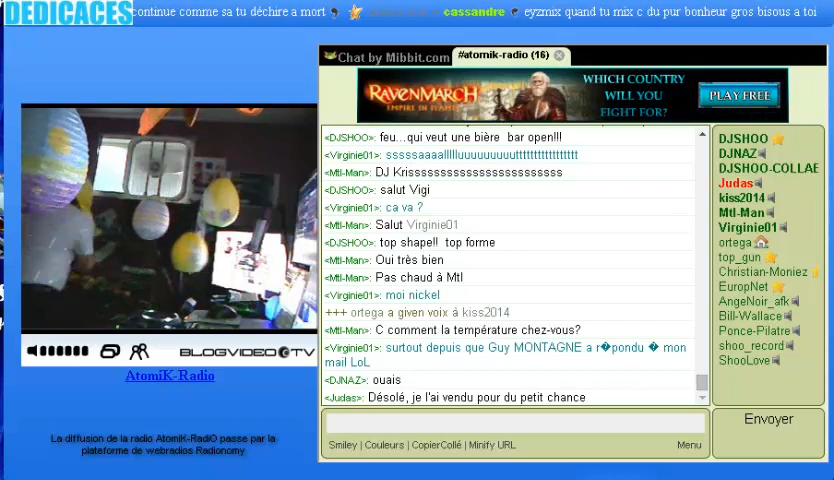 DEDICACES continue comme sa tu déchire a mort cassandre eyzmix quand tu mix c du pur bonheur gros bisous a toi
Chat by Mibbit.com #atomik-radio (16)
RAVENMARCH
EMPIRE IN FLAMES
WHICH COUNTRY
WILL YOU
FIGHT FOR?
PLAY FREE
<DJSHOO>: feu...qui veut une bière bar open!!!
<Virginie01>: sssssaaaalllluuuuuuuuutttttttttttttttttt
<Mtl-Man>: DJ Krissssssssssssssssssssssssss
<DJSHOO>: salut Vigi
<Virginie01>: ca va ?
<Mtl-Man>: Salut Virginie01
<DJSHOO>: top shape!! top forme
<Mtl-Man>: Oui très bien
<Mtl-Man>: Pas chaud à Mtl
<Virginie01>: moi nickel
+++ ortega a given voix à kiss2014
<Mtl-Man>: C comment la température chez-vous?
<Virginie01>: surtout depuis que Guy MONTAGNE a r�pondu � mon
mail LoL
<DJNAZ>: ouais
<Judas>: Désolé, je l'ai vendu pour du petit chance
DJSHOO
DJNAZ
DJSHOO-COLLAB
Judas
kiss2014
Mtl-Man
Virginie01
ortega
top_gun
Christian-Moniez
EuropNet
AngeNoir_afk
Bill-Wallace
Ponce-Pilatre
shoo_record
ShooLove
Smiley | Couleurs | CopierCollé | Minify URL
Menu
Envoyer
BLOGVIDEO TV
AtomiK-Radio
La diffusion de la radio AtomiK-RadiO passe par la
plateforme de webradios Radionomy